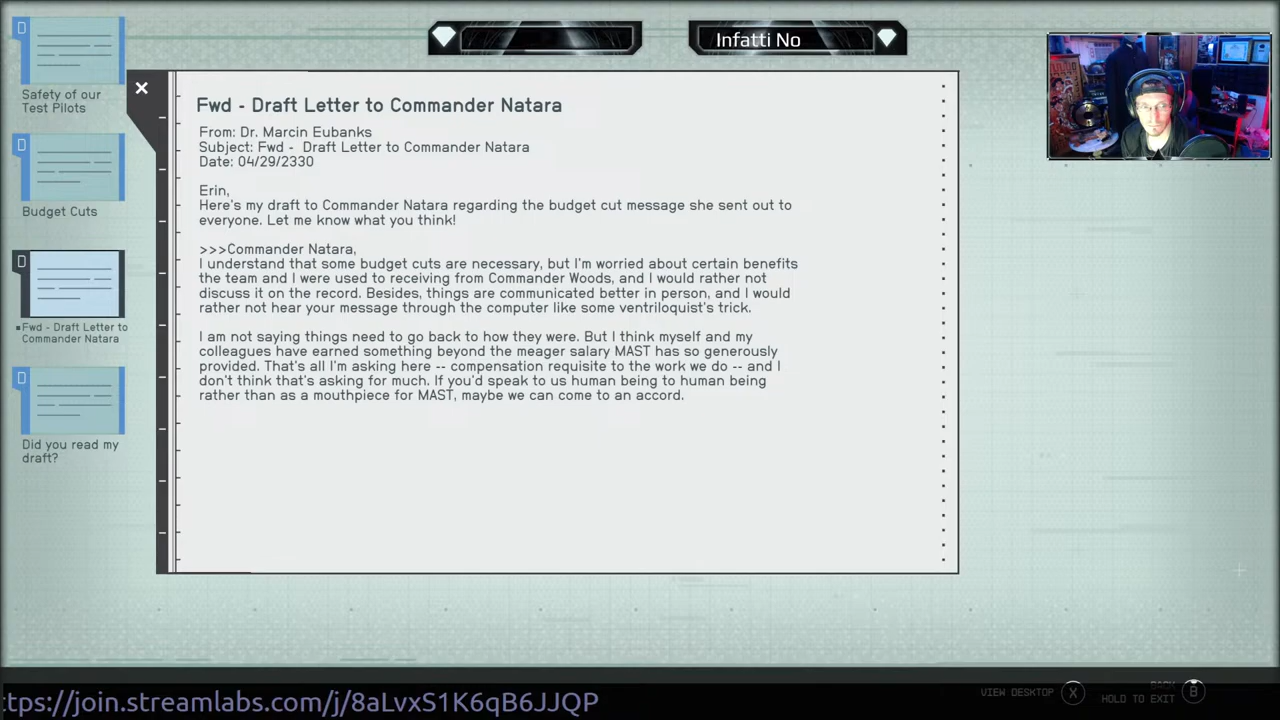 Infatti No
D
Safety of our
Test Pilots
D
Budget Cuts
D
Fwd - Draft Letter to
Commander Natara
D
Did you read my
draft?
Fwd - Draft Letter to Commander Natara
From: Dr. Marcin Eubanks
Subject: Fwd - Draft Letter to Commander Natara
Date: 04/29/2330
Erin,
Here's my draft to Commander Natara regarding the budget cut message she sent out to
everyone. Let me know what you think!
>>>Commander Natara,
I understand that some budget cuts are necessary, but I'm worried about certain benefits
the team and I were used to receiving from Commander Woods, and I would rather not
discuss it on the record. Besides, things are communicated better in person, and I would
rather not hear your message through the computer like some ventriloquist's trick.
I am not saying things need to go back to how they were. But I think myself and my
colleagues have earned something beyond the meager salary MAST has so generously
provided. That's all I'm asking here -- compensation requisite to the work we do -- and I
don't think that's asking for much. If you'd speak to us human being to human being
rather than as a mouthpiece for MAST, maybe we can come to an accord.
VIEW DESKTOP X
BACK
HOLD TO EXIT B
ttps://join.streamlabs.com/j/8aLvxS1K6qB6JJQP